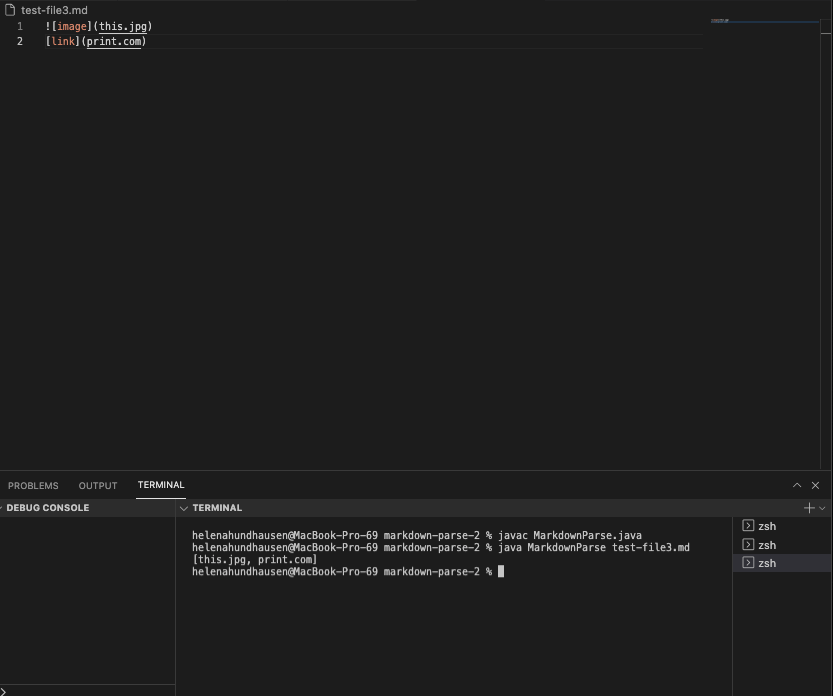 test-file3.md
1 ![image](this.jpg)
2 [link](print.com)
PROBLEMS OUTPUT TERMINAL
DEBUG CONSOLE
TERMINAL
helenahundhausen@MacBook-Pro-69 markdown-parse-2 % javac MarkdownParse.java
helenahundhausen@MacBook-Pro-69 markdown-parse-2 % java MarkdownParse test-file3.md
[this.jpg, print.com]
helenahundhausen@MacBook-Pro-69 markdown-parse-2 %
zsh
zsh
zsh